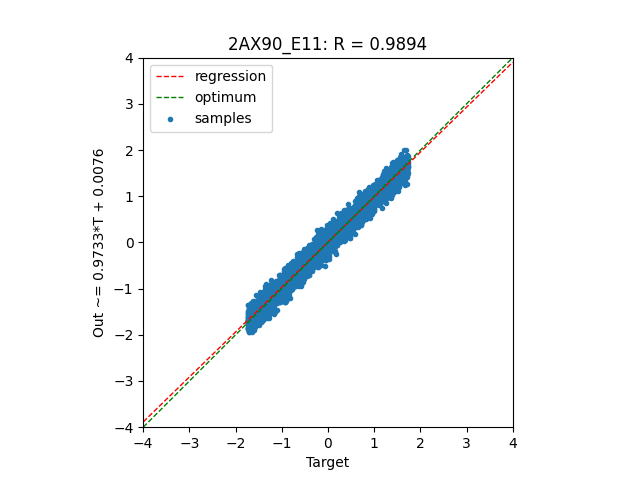 2AX90_E11: R = 0.9894
regression
optimum
samples
Out ~= 0.9733*T + 0.0076
4
3
2
1
0
−1
−2
−3
−4
−4 −3 −2 −1 0 1 2 3 4
Target